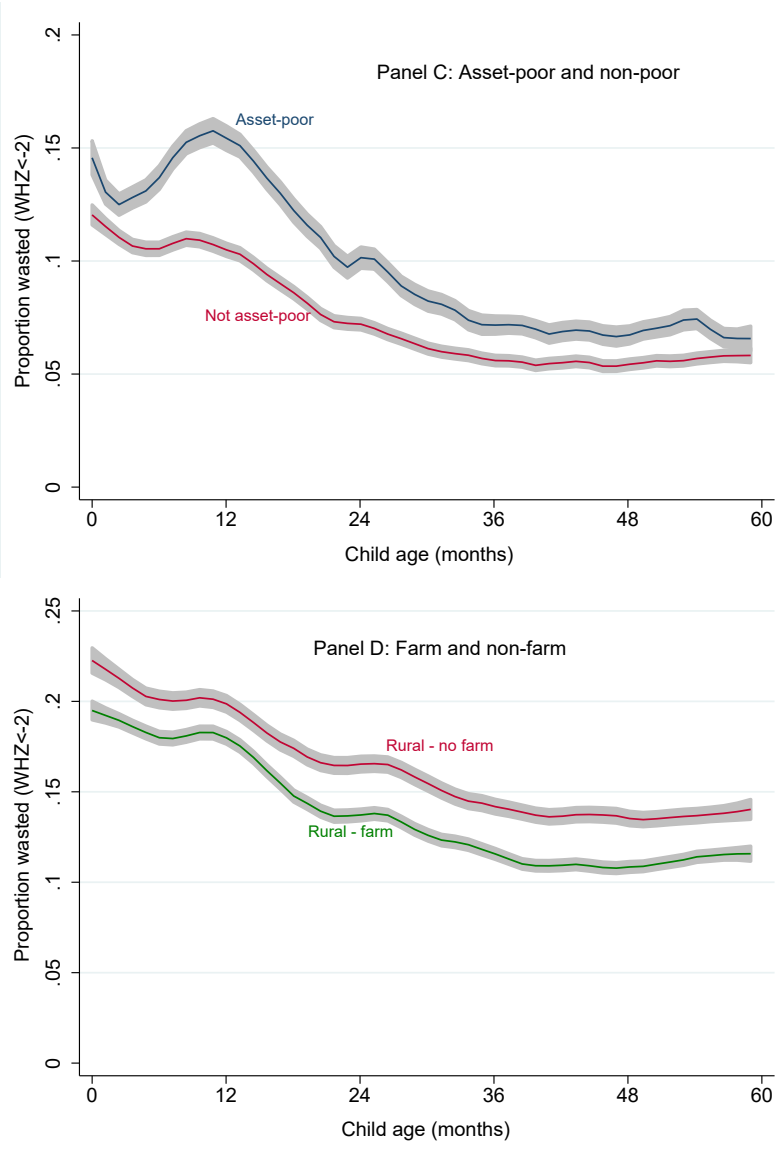 Panel C: Asset-poor and non-poor
Proportion wasted (WHZ<-2)
.2
.15
.1
.05
0
Asset-poor
Not asset-poor
0 12 24 36 48 60
Child age (months)
Panel D: Farm and non-farm
Proportion wasted (WHZ<-2)
.25
.2
.15
.1
.05
0
Rural - no farm
Rural - farm
0 12 24 36 48 60
Child age (months)